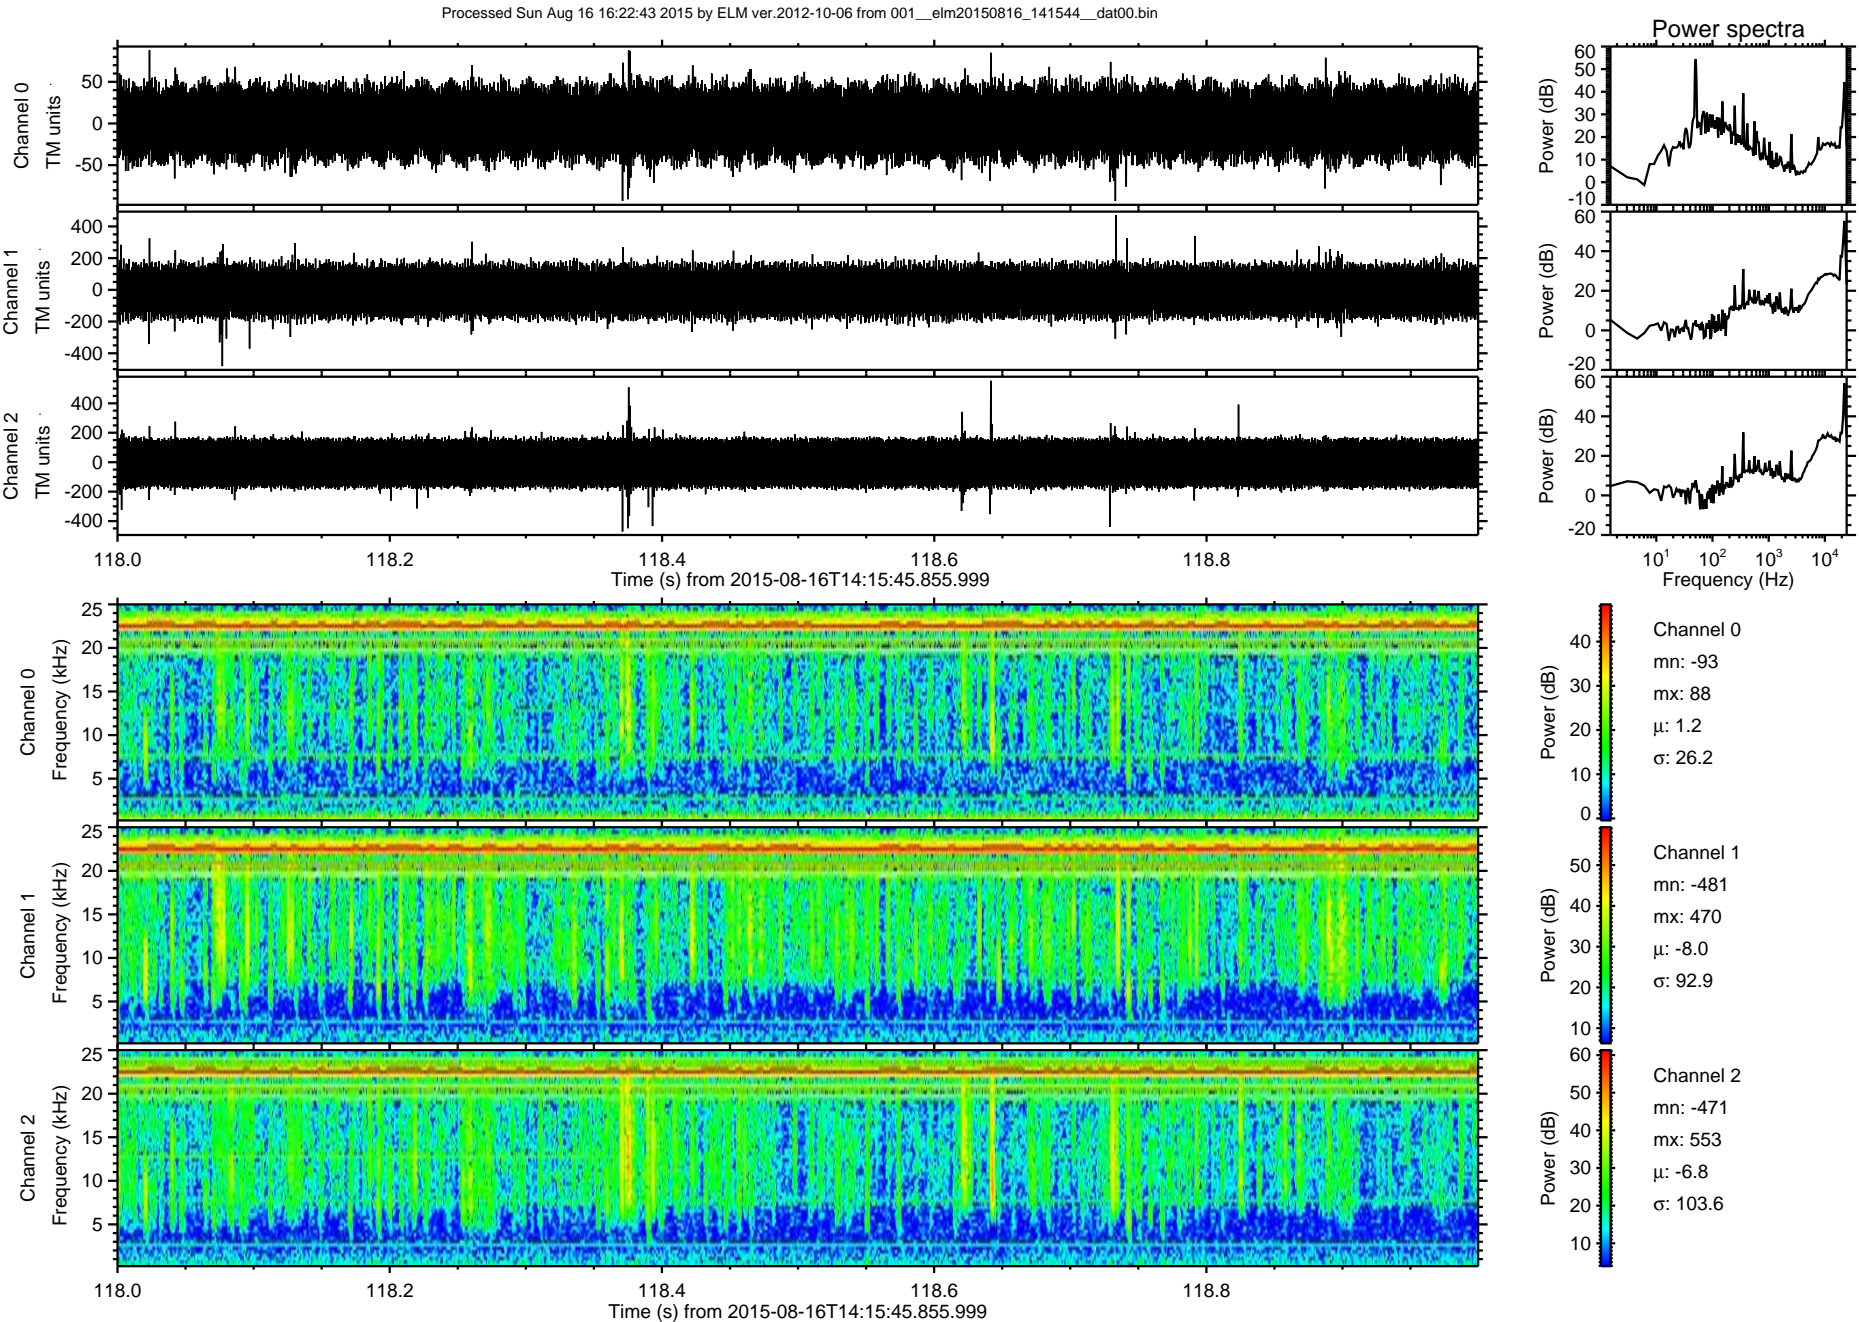 Processed Sun Aug 16 16:22:43 2015 by ELM ver.2012-10-06 from 001__elm20150816_141544__dat00.bin
Power spectra
Channel 0
TM units
50
0
-50
Power (dB)
60
50
40
30
20
10
0
-10
Channel 1
TM units
400
200
0
-200
-400
Power (dB)
60
40
20
0
-20
Channel 2
TM units
400
200
0
-200
-400
Power (dB)
60
40
20
0
-20
118.0 118.2 118.4 118.6 118.8
Time (s) from 2015-08-16T14:15:45.855.999
10¹ 10² 10³ 10⁴
Frequency (Hz)
Channel 0
Frequency (kHz)
25
20
15
10
5
Power (dB)
40
30
20
10
0
Channel 0
mn: -93
mx: 88
μ: 1.2
σ: 26.2
Channel 1
Frequency (kHz)
25
20
15
10
5
Power (dB)
50
40
30
20
10
Channel 1
mn: -481
mx: 470
μ: -8.0
σ: 92.9
Channel 2
Frequency (kHz)
25
20
15
10
5
Power (dB)
60
50
40
30
20
10
Channel 2
mn: -471
mx: 553
μ: -6.8
σ: 103.6
118.0 118.2 118.4 118.6 118.8
Time (s) from 2015-08-16T14:15:45.855.999